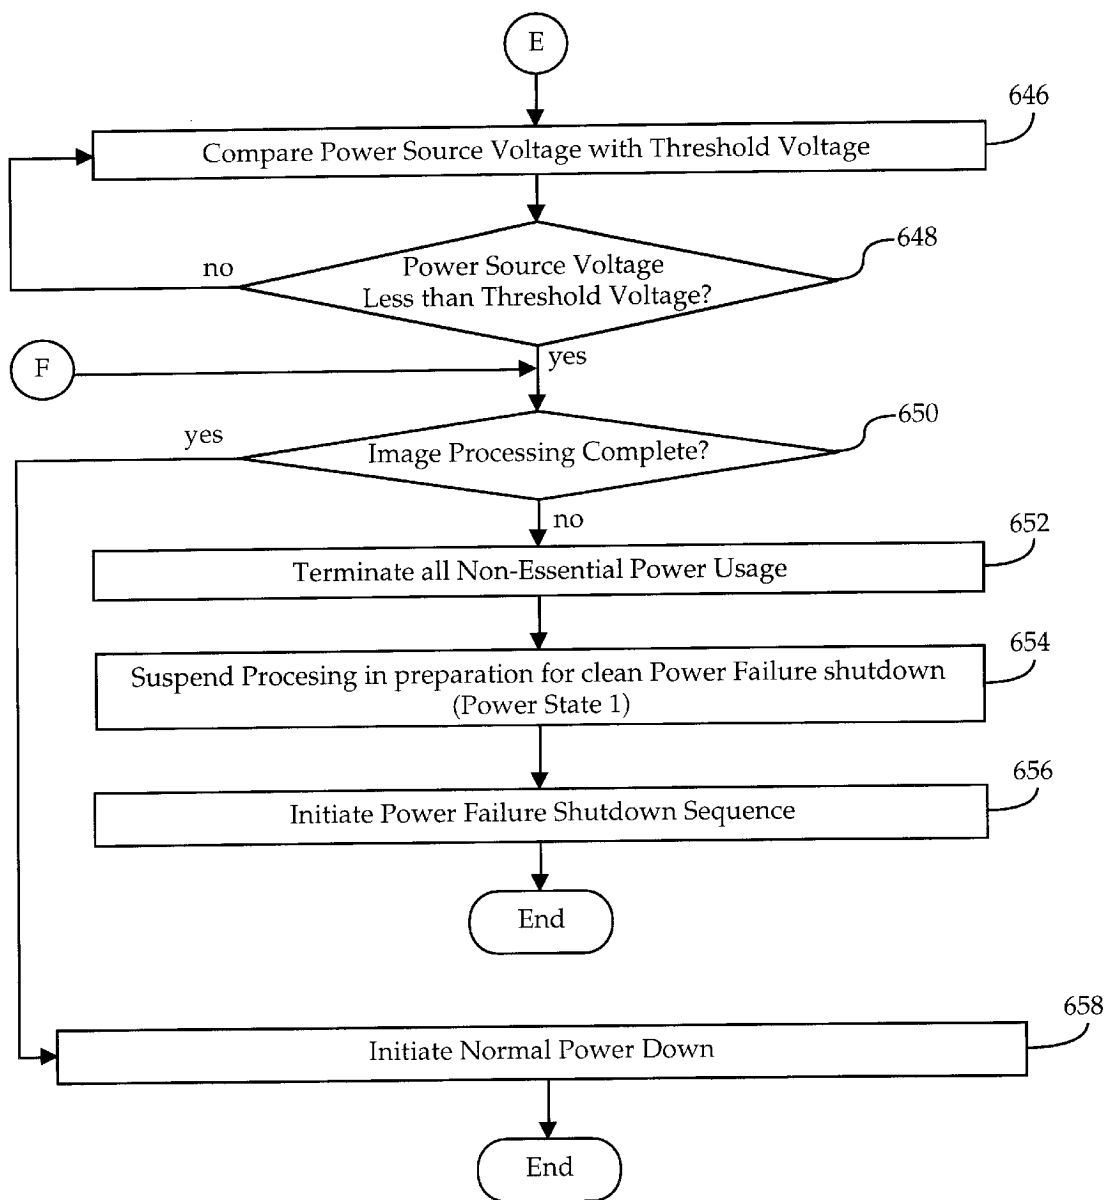 E
646
Compare Power Source Voltage with Threshold Voltage
648
no
Power Source Voltage
Less than Threshold Voltage?
F
yes
650
yes
Image Processing Complete?
no
652
Terminate all Non-Essential Power Usage
654
Suspend Procesing in preparation for clean Power Failure shutdown
(Power State 1)
656
Initiate Power Failure Shutdown Sequence
End
658
Initiate Normal Power Down
End